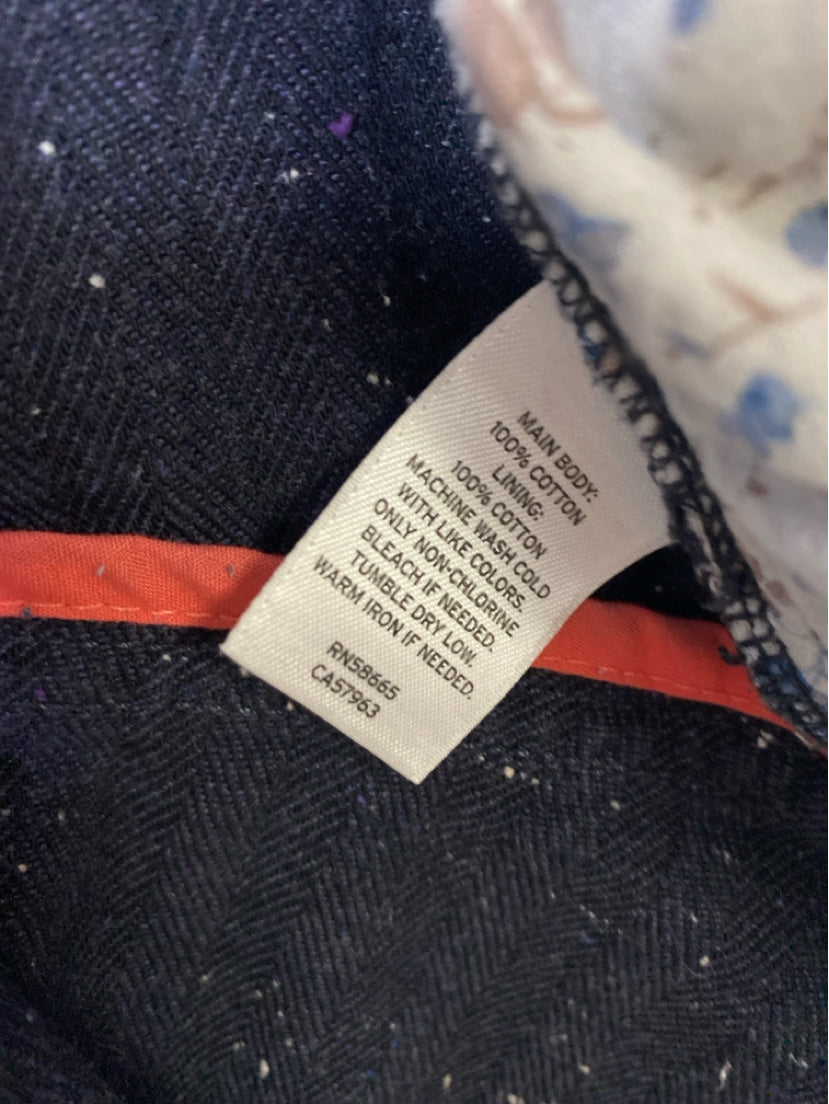 MAIN BODY:
100% COTTON
LINING:
100% COTTON
MACHINE WASH COLD
WITH LIKE COLORS.
ONLY NON-CHLORINE
BLEACH IF NEEDED.
TUMBLE DRY LOW.
WARM IRON IF NEEDED.
RN58665
CA57963